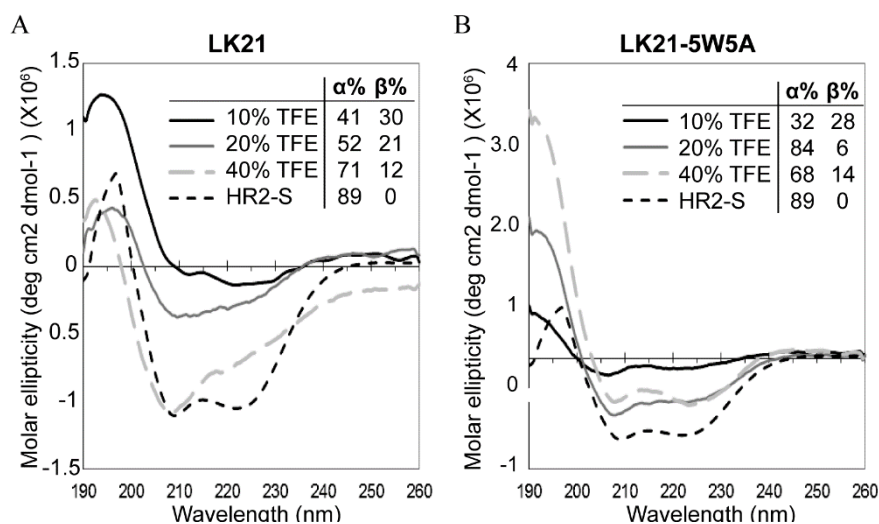 A
LK21
Molar ellipticity (deg cm2 dmol-1 ) (X10⁶)
1.5
1
0.5
0
0.5
-1
-1.5
α% β%
10% TFE 41 30
20% TFE 52 21
40% TFE 71 12
HR2-S 89 0
190 200 210 220 230 240 250 260
Wavelength (nm)
B
LK21-5W5A
Molar ellipticity (deg cm2 dmol-1 ) (X10⁶)
4
3.0
2.0
1
0
-1
α% β%
10% TFE 32 28
20% TFE 84 6
40% TFE 68 14
HR2-S 89 0
190 200 210 220 230 240 250 260
Wavelength (nm)